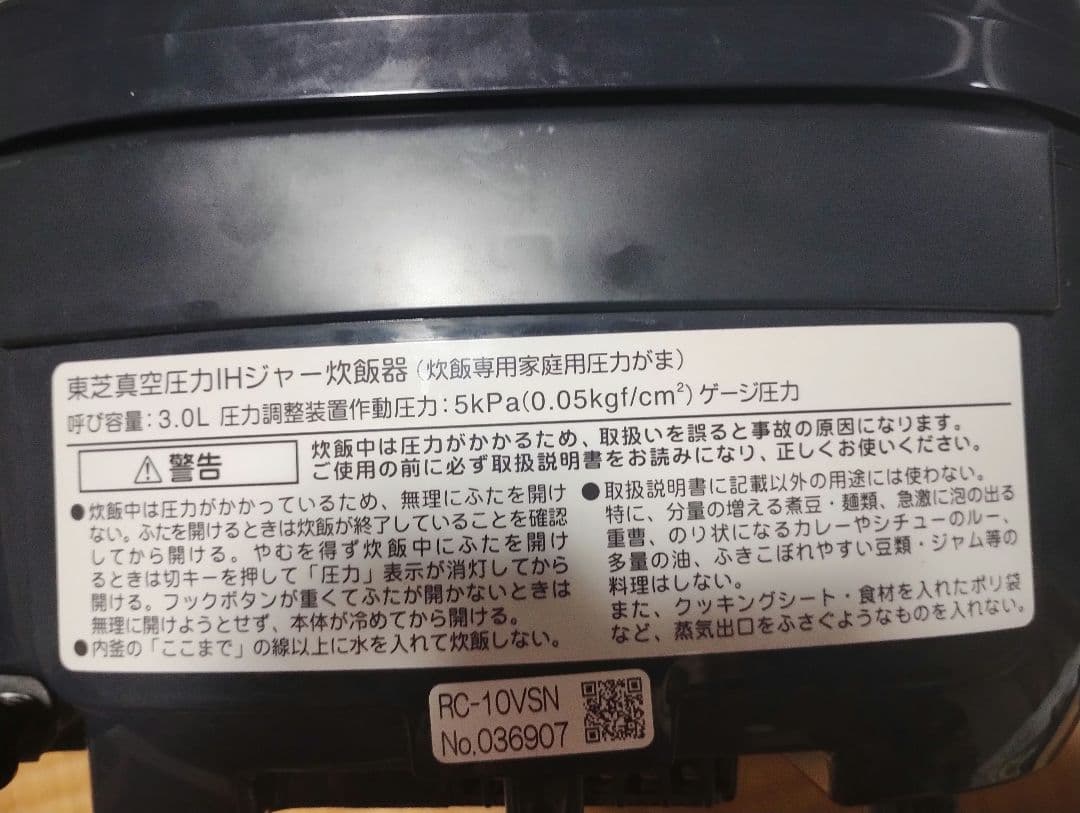 東芝真空圧力IHジャー炊飯器（炊飯専用家庭用圧力がま）
呼び容量：3.0L 圧力調整装置作動圧力：5kPa(0.05kgf/cm²)ゲージ圧力
⚠警告
炊飯中は圧力がかかるため、取扱いを誤ると事故の原因になります。
ご使用の前に必ず取扱説明書をお読みになり、正しくお使いください。
●炊飯中は圧力がかかっているため、無理にふたを開け
ない。ふたを開けるときは炊飯が終了していることを確認
してから開ける。やむを得ず炊飯中にふたを開け
るときは切キーを押して「圧力」表示が消灯してから
開ける。フックボタンが重くてふたが開かないときは
無理に開けようとせず、本体が冷めてから開ける。
●内釜の「ここまで」の線以上に水を入れて炊飯しない。
●取扱説明書に記載以外の用途には使わない。
特に、分量の増える煮豆・麺類、急激に泡の出る
重曹、のり状になるカレーやシチューのルー、
多量の油、ふきこぼれやすい豆類・ジャム等の
料理はしない。
また、クッキングシート・食材を入れたポリ袋
など、蒸気出口をふさぐようなものを入れない。
RC-10VSN
No.036907